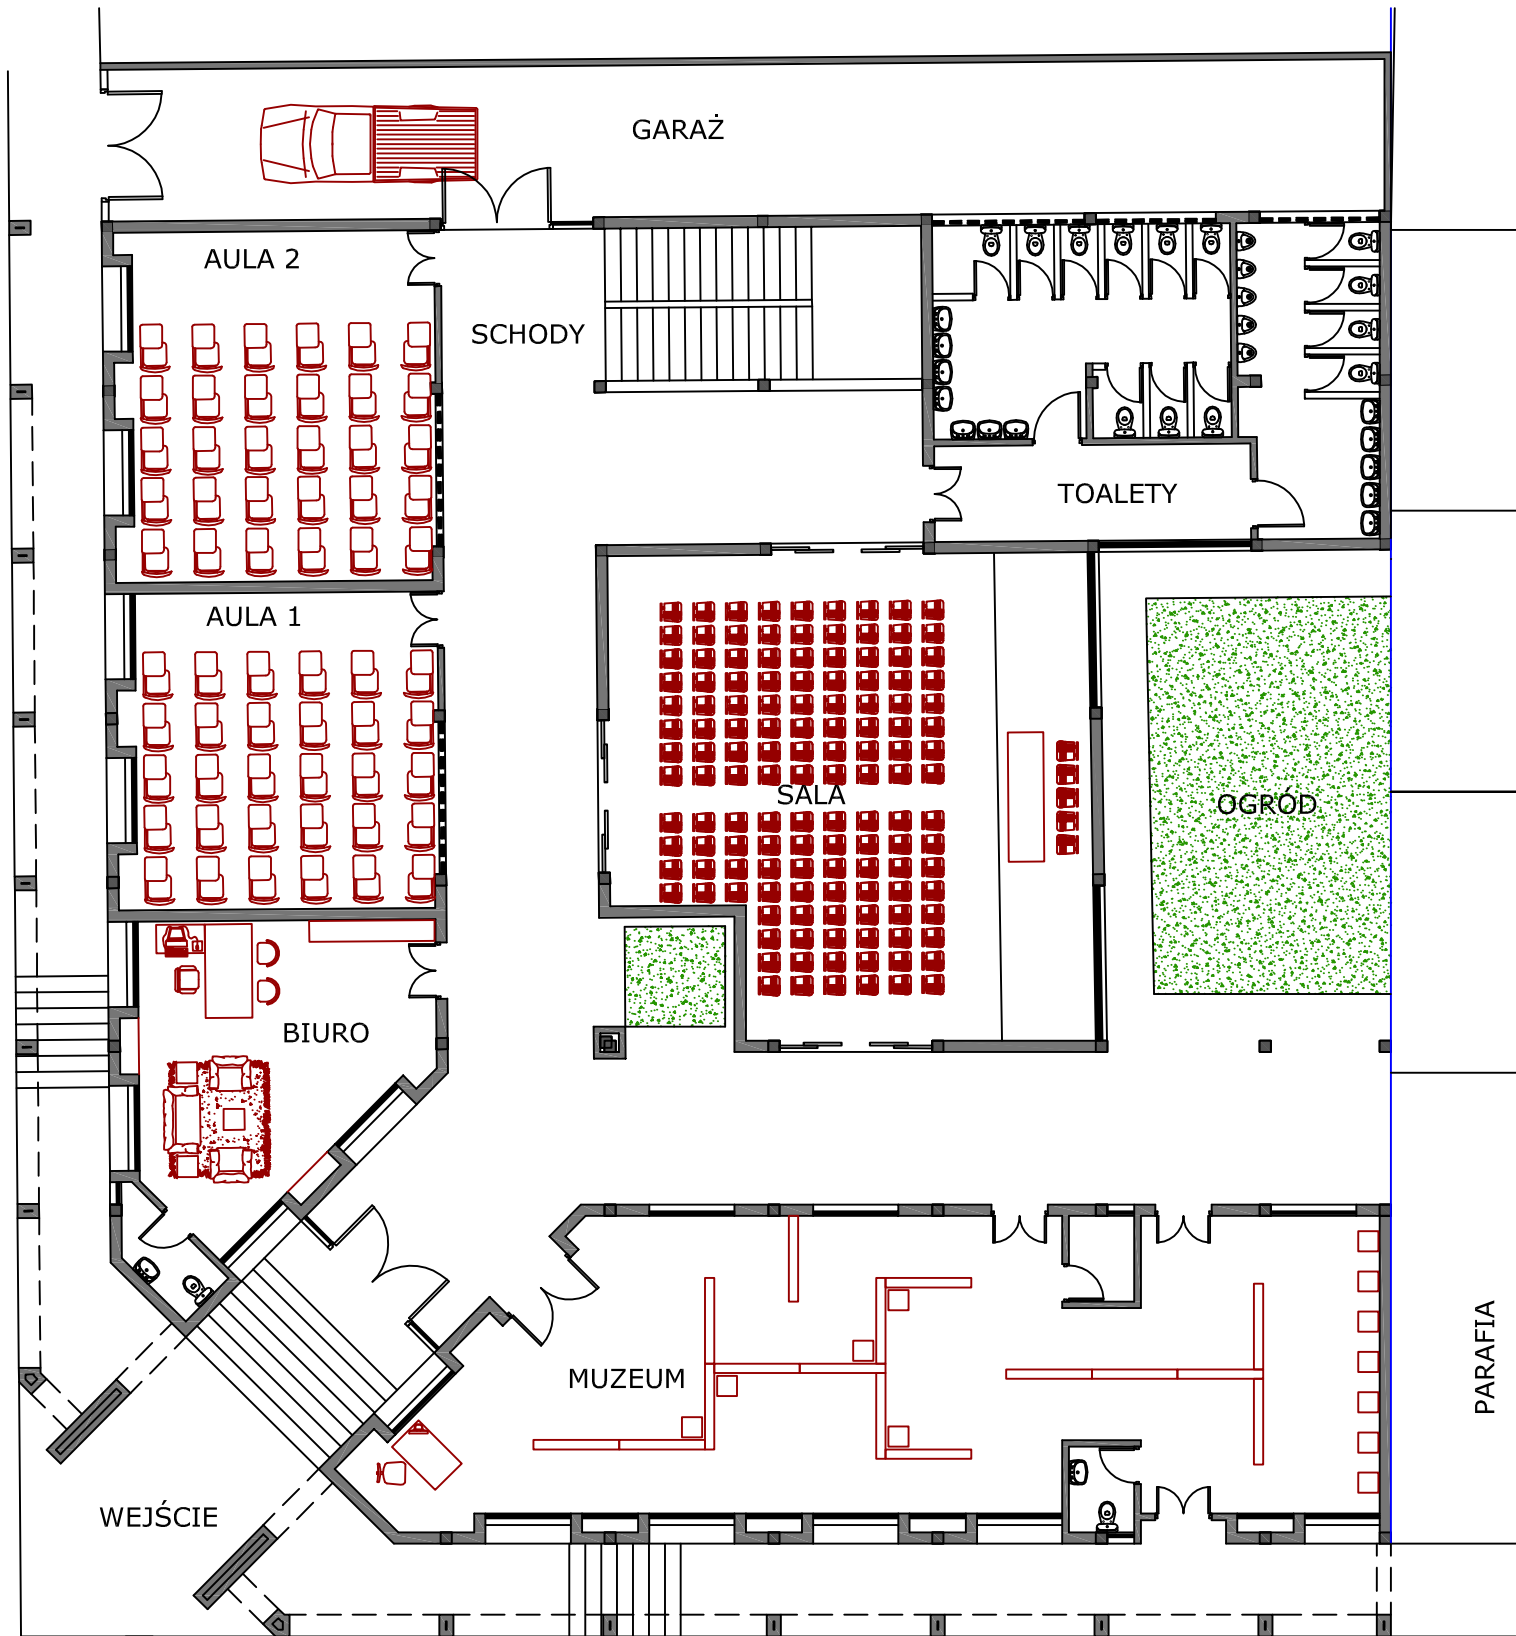 GARAŻ
AULA 2
SCHODY
TOALETY
AULA 1
SALA
OGRÓD
BIURO
MUZEUM
PARAFIA
WEJŚCIE